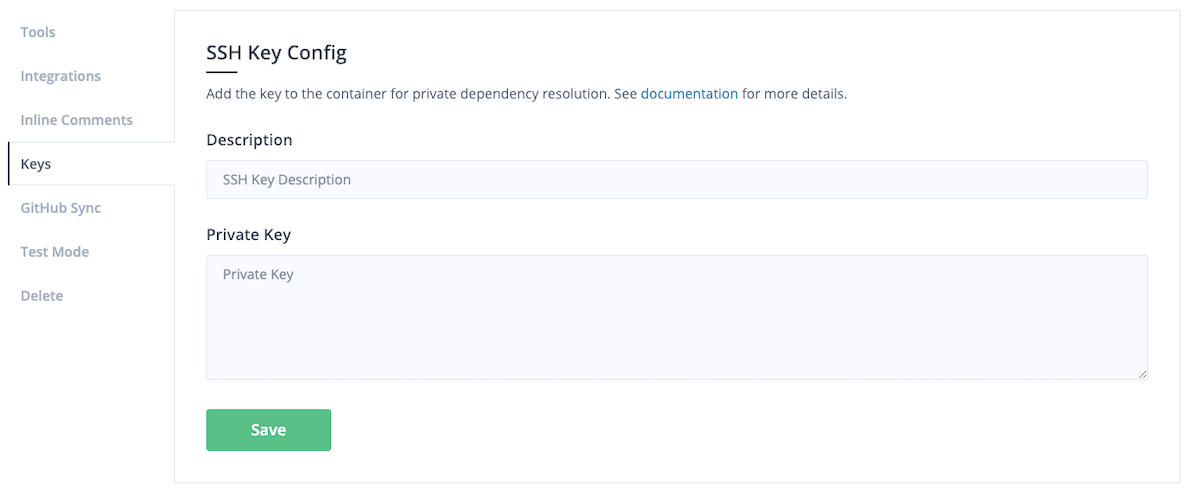 Tools
Integrations
Inline Comments
Keys
GitHub Sync
Test Mode
Delete
SSH Key Config
Add the key to the container for private dependency resolution. See documentation for more details.
Description
SSH Key Description
Private Key
Private Key
Save